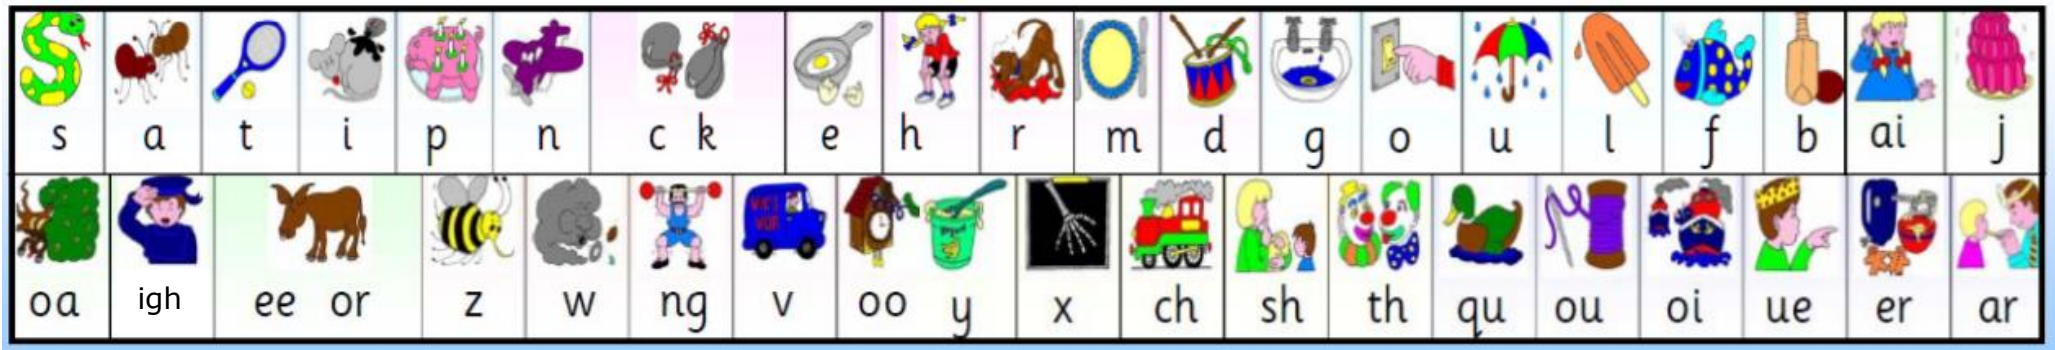 s a t i p n c k e h r m d g o u l f b ai j
oa igh ee or z w ng v oo y x ch sh th qu ou oi ue er ar